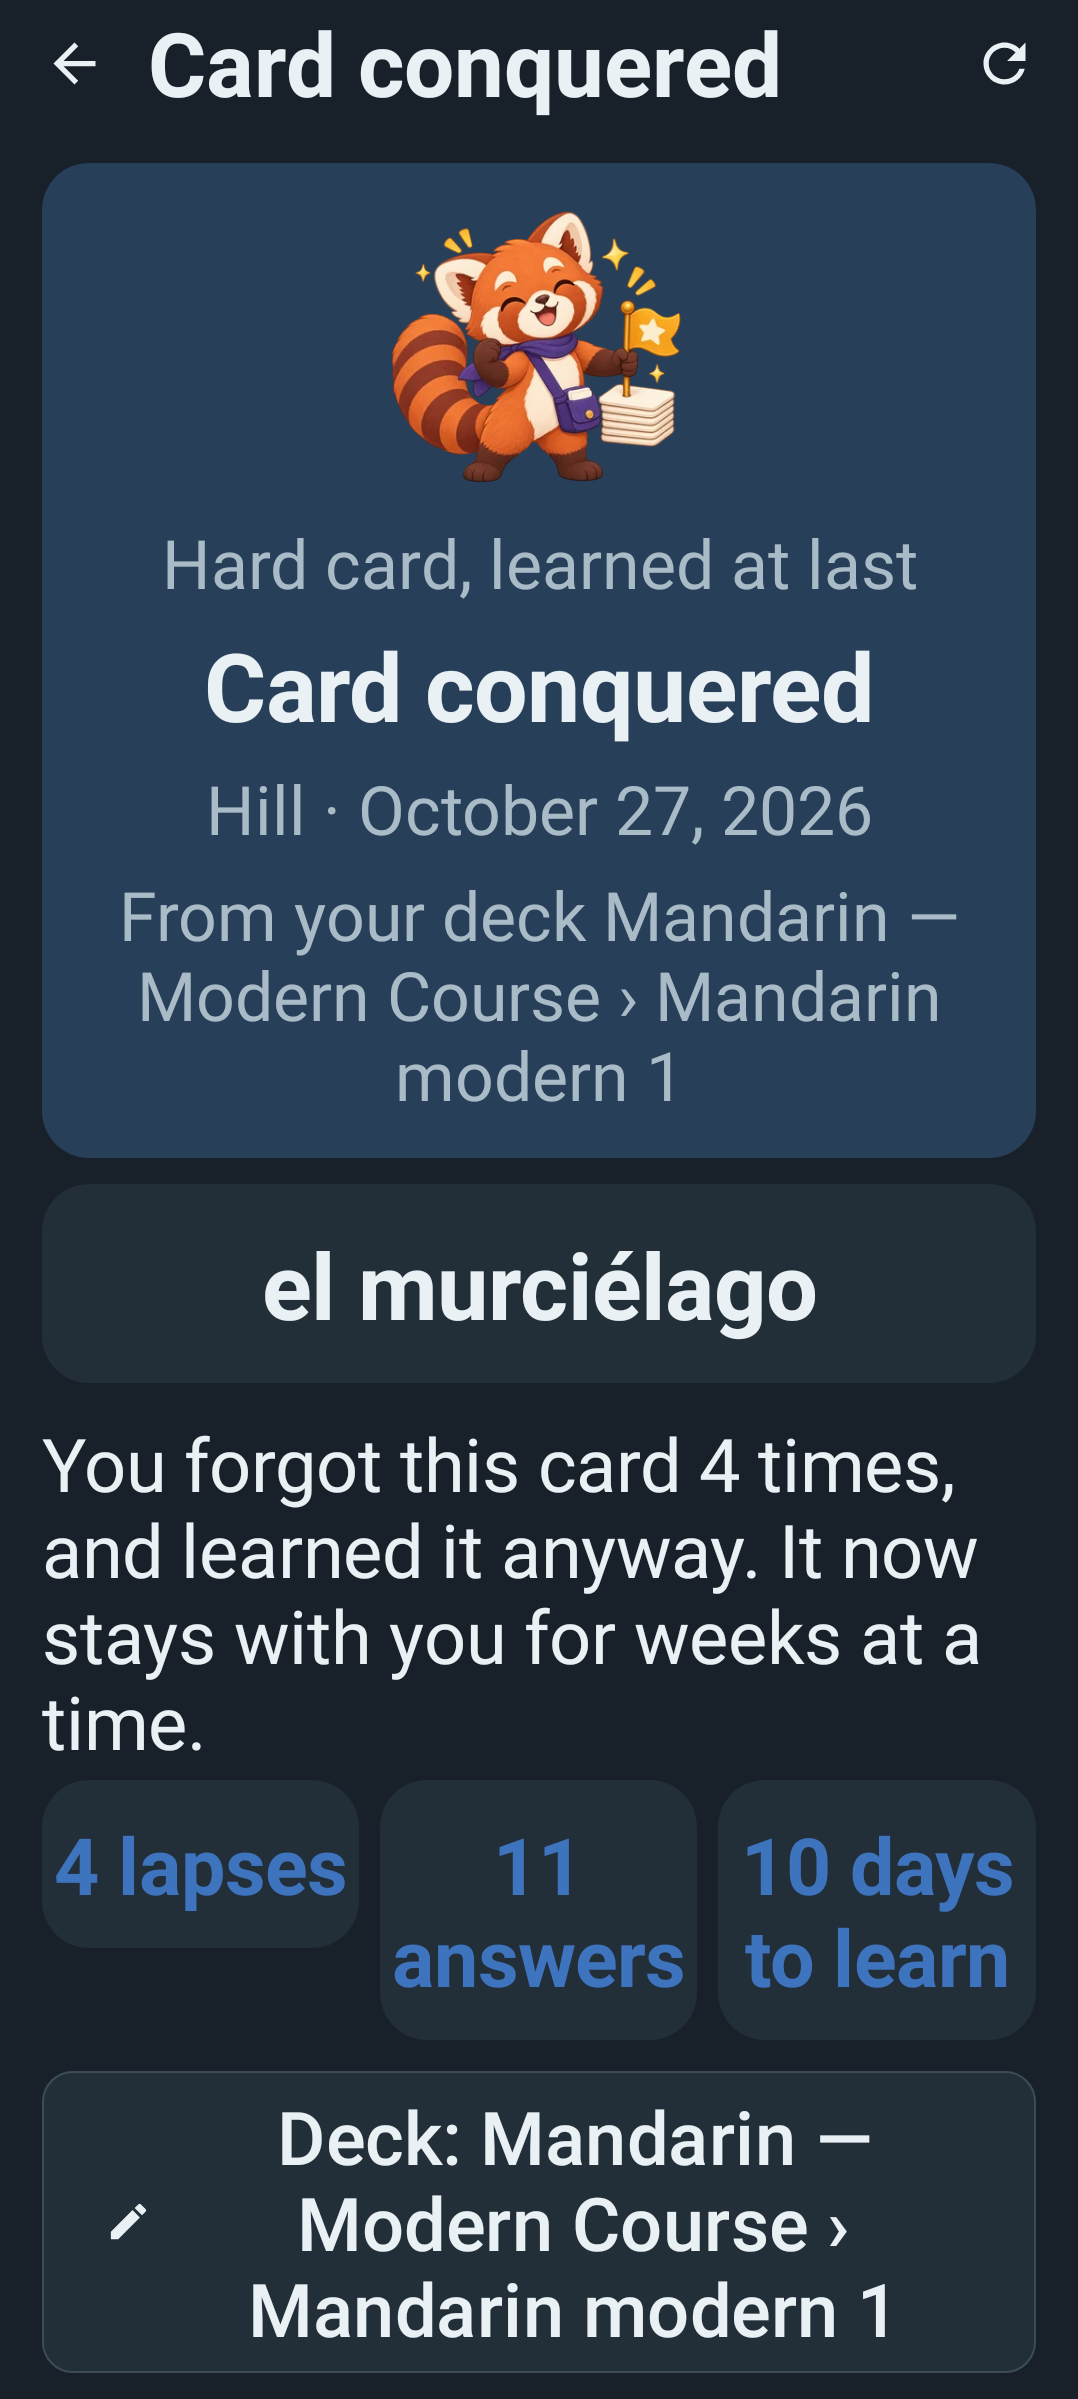 Card conquered
Hard card, learned at last
Card conquered
Hill · October 27, 2026
From your deck Mandarin —
Modern Course › Mandarin
modern 1
el murciélago
You forgot this card 4 times,
and learned it anyway. It now
stays with you for weeks at a
time.
4 lapses
11
answers
10 days
to learn
Deck: Mandarin —
Modern Course ›
Mandarin modern 1